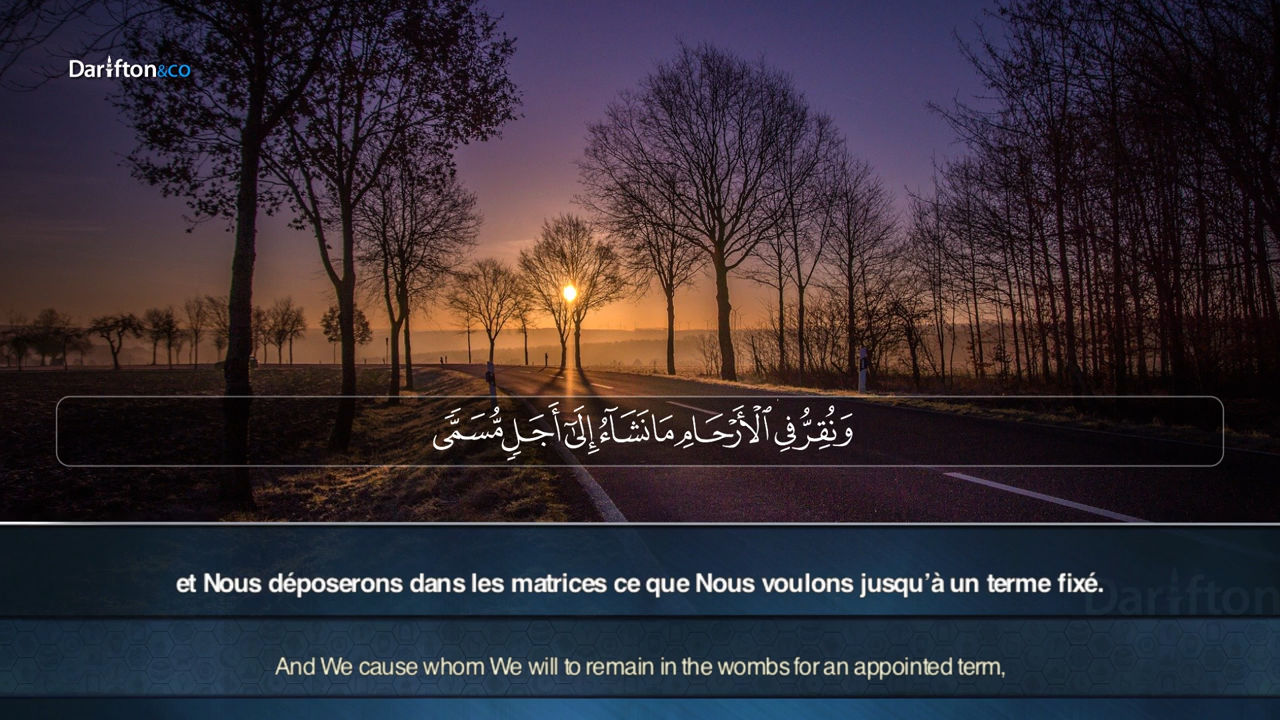 Darifton&co
وَنُقِرُّ فِي ٱلْأَرْحَامِ مَا نَشَآءُ إِلَىٰٓ أَجَلٍ مُّسَمًّى
et Nous déposerons dans les matrices ce que Nous voulons jusqu’à un terme fixé.
Darifton
And We cause whom We will to remain in the wombs for an appointed term,